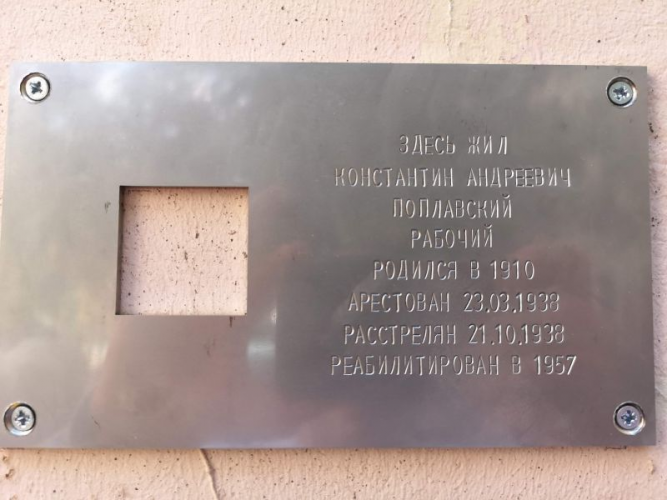 ЗДЕСЬ ЖИЛ
КОНСТАНТИН АНДРЕЕВИЧ
ПОПЛАВСКИЙ
РАБОЧИЙ
РОДИЛСЯ В 1910
АРЕСТОВАН 23.03.1938
РАССТРЕЛЯН 21.10.1938
РЕАБИЛИТИРОВАН В 1957